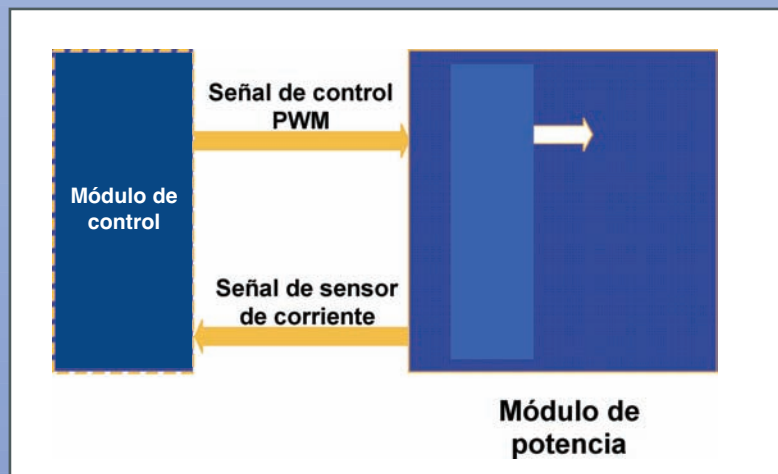 Señal de control
PWM
Módulo de
control
Señal de sensor
de corriente
Módulo de
potencia